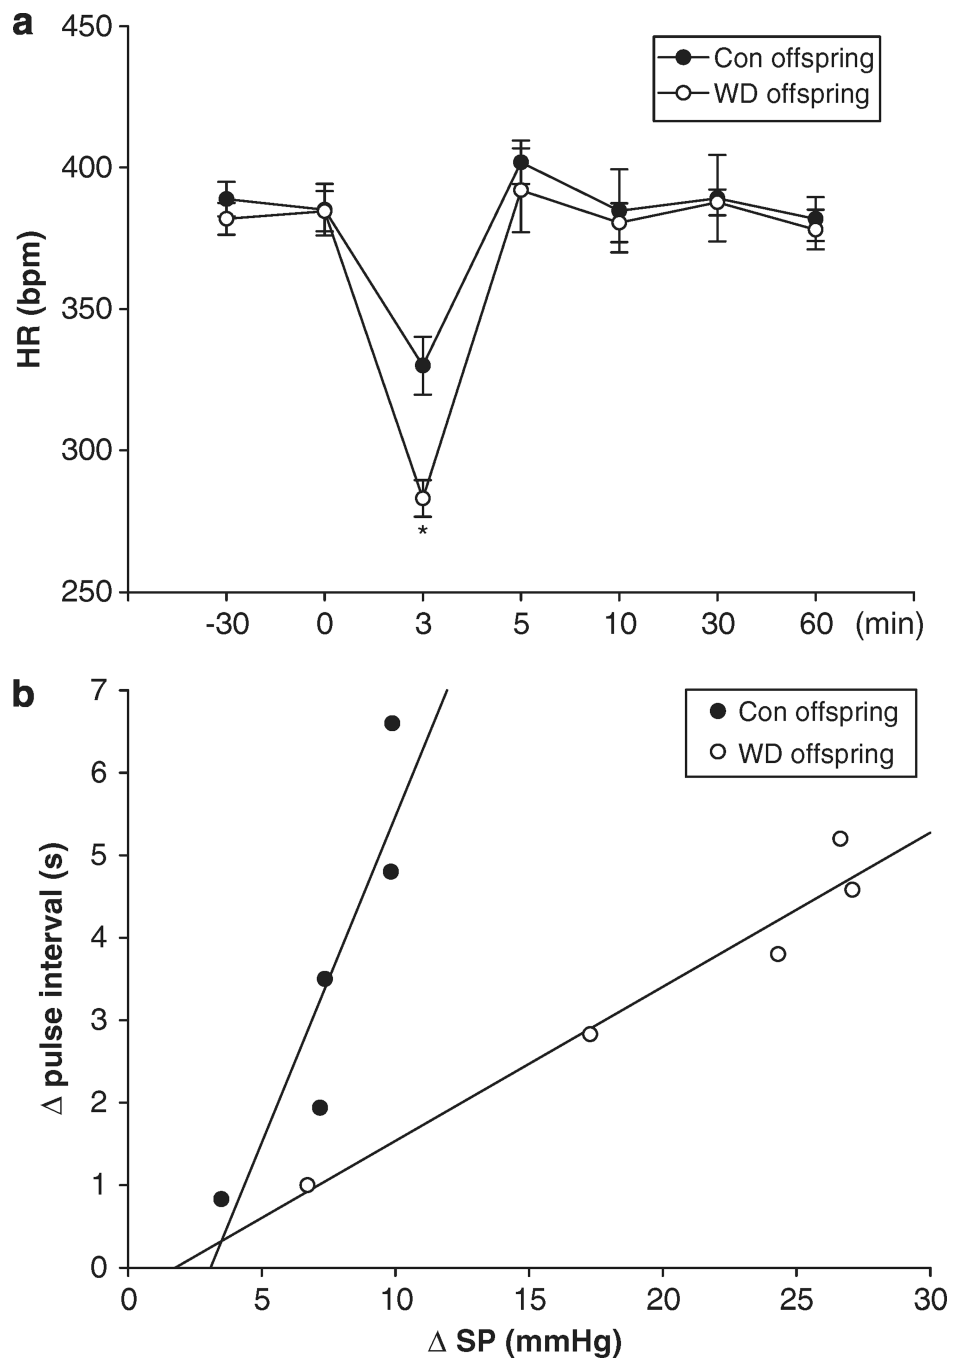 a
450
400
350
300
250
HR (bpm)
Con offspring
WD offspring
*
-30 0 3 5 10 30 60 (min)
b
7
6
5
4
3
2
1
0
Δ pulse interval (s)
Con offspring
WD offspring
0 5 10 15 20 25 30
Δ SP (mmHg)